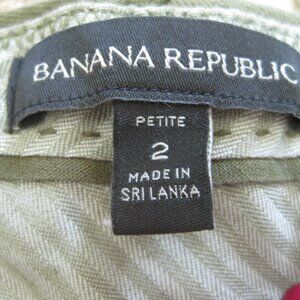 BANANA REPUBLIC
PETITE
2
MADE IN
SRI LANKA